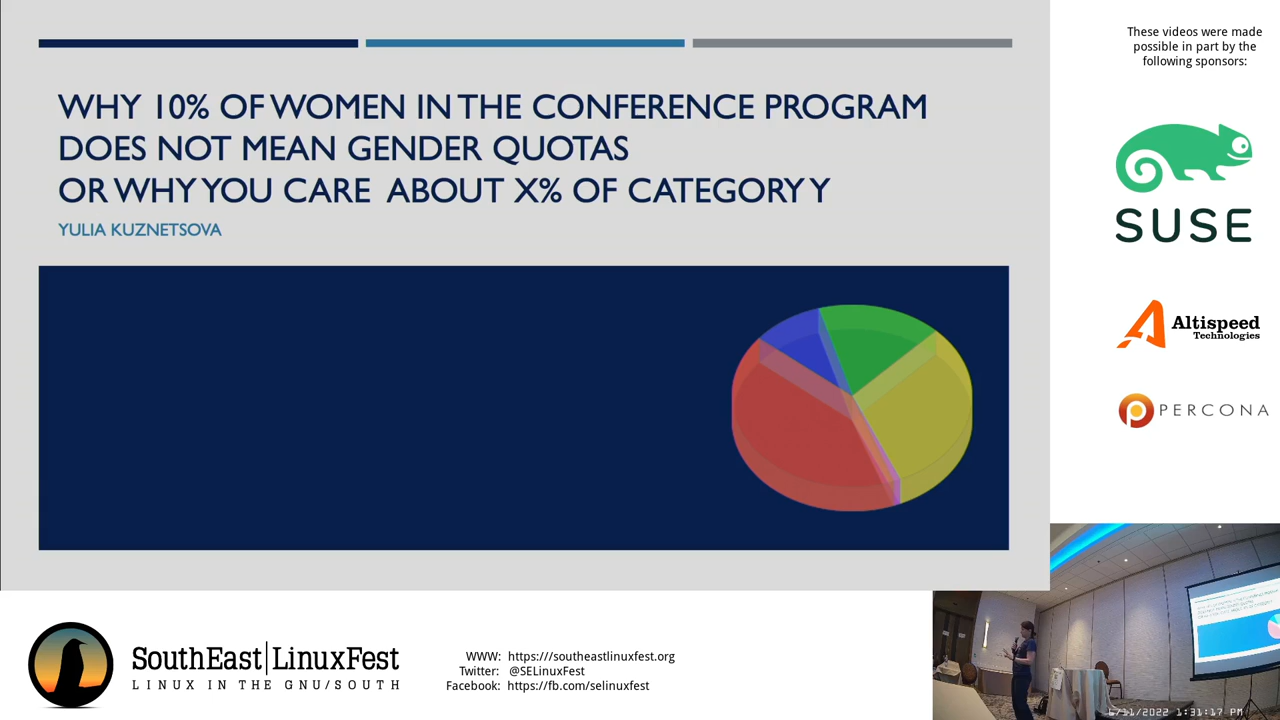 WHY 10% OF WOMEN IN THE CONFERENCE PROGRAM
DOES NOT MEAN GENDER QUOTAS
OR WHY YOU CARE ABOUT X% OF CATEGORY Y
YULIA KUZNETSOVA
These videos were made
possible in part by the
following sponsors:
SUSE
Altispeed
Technologies
PERCONA
SouthEast|LinuxFest
LINUX IN THE GNU/SOUTH
WWW: https:///southeastlinuxfest.org
Twitter: @SELinuxFest
Facebook: https://fb.com/selinuxfest
6/11/2022 1:31:17 PM